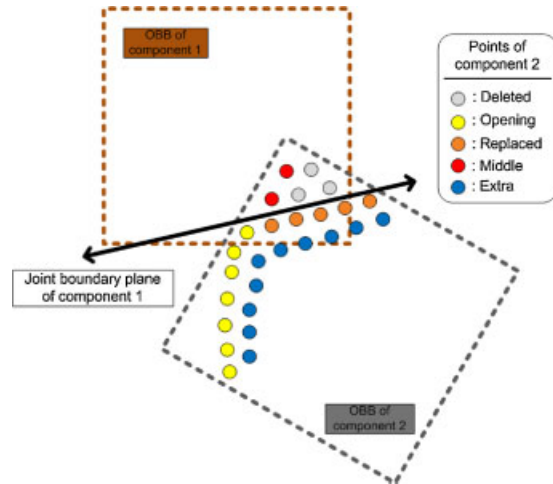 OBB of
component 1
Points of
component 2
: Deleted
: Opening
: Replaced
: Middle
: Extra
Joint boundary plane
of component 1
OBB of
component 2